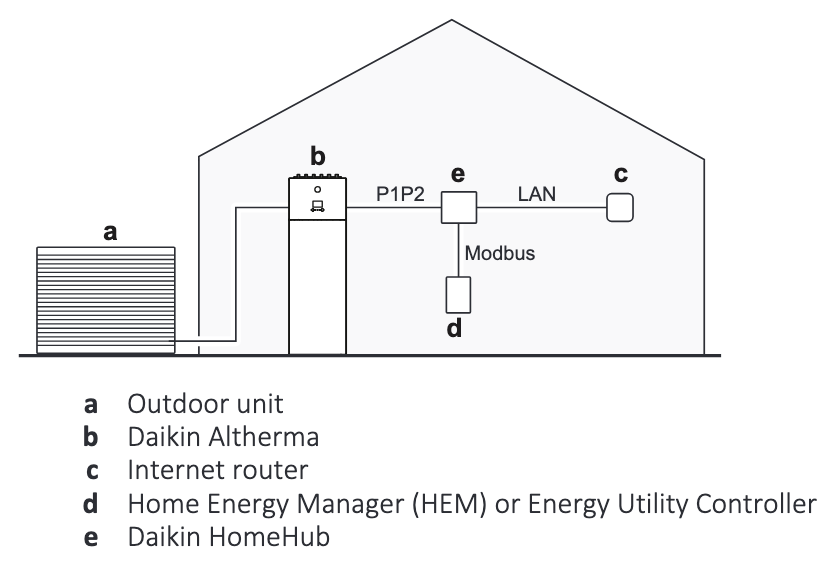 b
P1P2
e
LAN
c
a
Modbus
d
a Outdoor unit
b Daikin Altherma
c Internet router
d Home Energy Manager (HEM) or Energy Utility Controller
e Daikin HomeHub